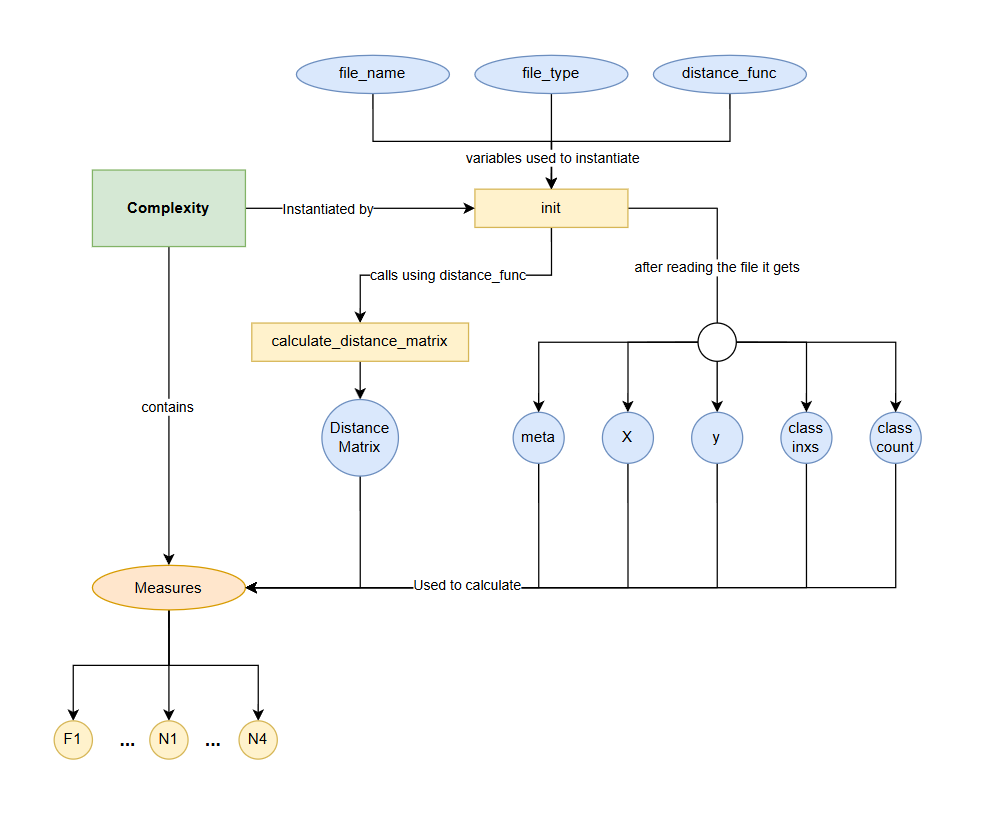 file_name
file_type
distance_func
variables used to instantiate
Complexity
Instantiated by
init
after reading the file it gets
calls using distance_func
calculate_distance_matrix
contains
Distance
Matrix
meta
X
y
class
inxs
class
count
Measures
Used to calculate
F1
...
N1
...
N4